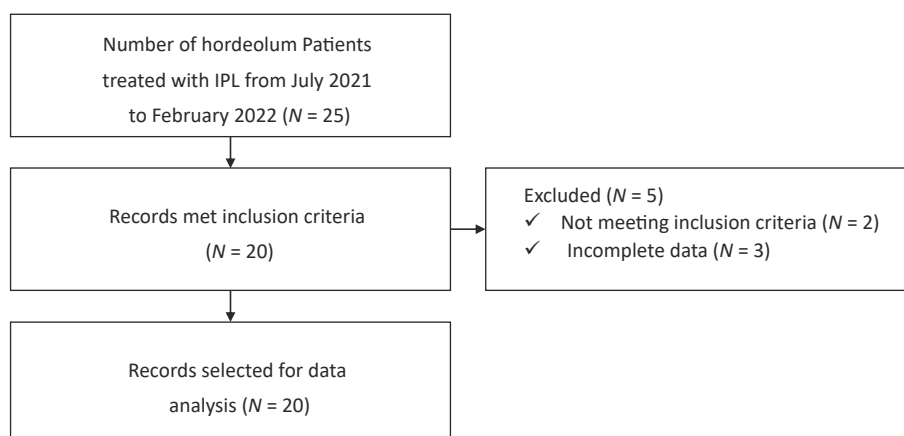 Number of hordeolum Patients
treated with IPL from July 2021
to February 2022 (N = 25)
Records met inclusion criteria
(N = 20)
Excluded (N = 5)
✓ Not meeting inclusion criteria (N = 2)
✓ Incomplete data (N = 3)
Records selected for data
analysis (N = 20)